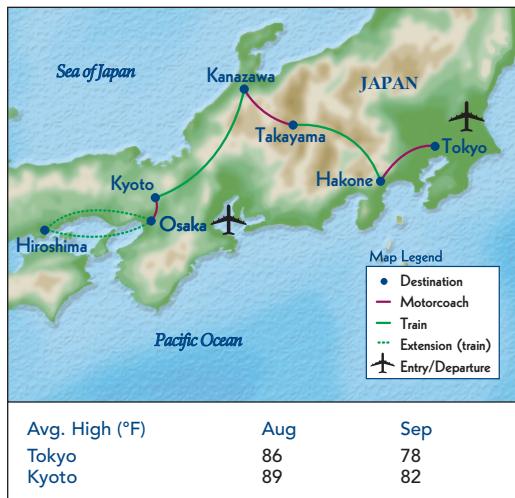 Sea of Japan
Kanazawa
JAPAN
Takayama
Tokyo
Kyoto
Hakone
Osaka
Hiroshima
Map Legend
Destination
Motorcoach
Train
Extension (train)
Entry/Departure
Pacific Ocean
Avg. High (°F) Aug Sep
Tokyo 86 78
Kyoto 89 82